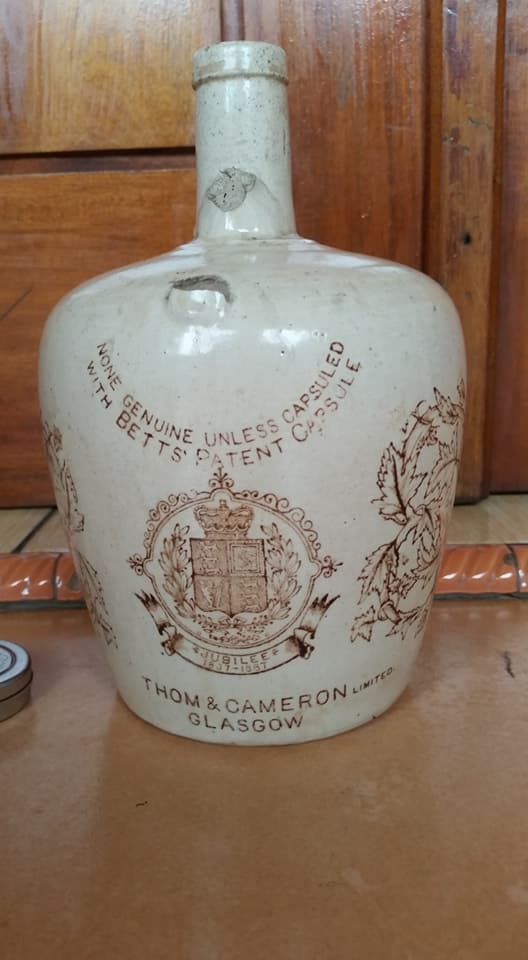 NONE GENUINE UNLESS CAPSULED
WITH BETTS' PATENT CAPSULE
JUBILEE
1837-1887
THOM & CAMERON LIMITED.
GLASGOW